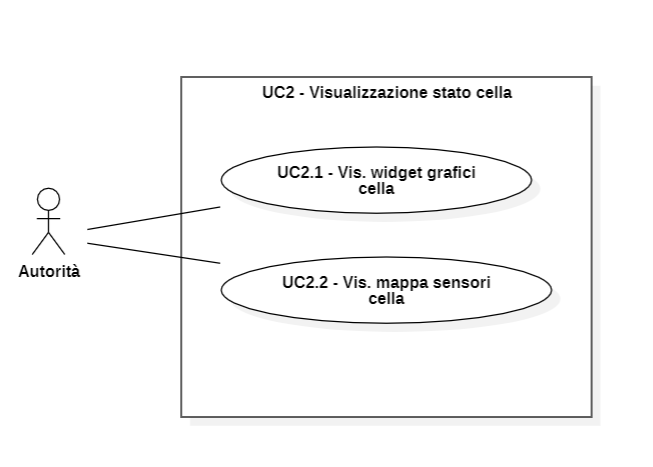 UC2 - Visualizzazione stato cella
UC2.1 - Vis. widget grafici
cella
Autorità
UC2.2 - Vis. mappa sensori
cella